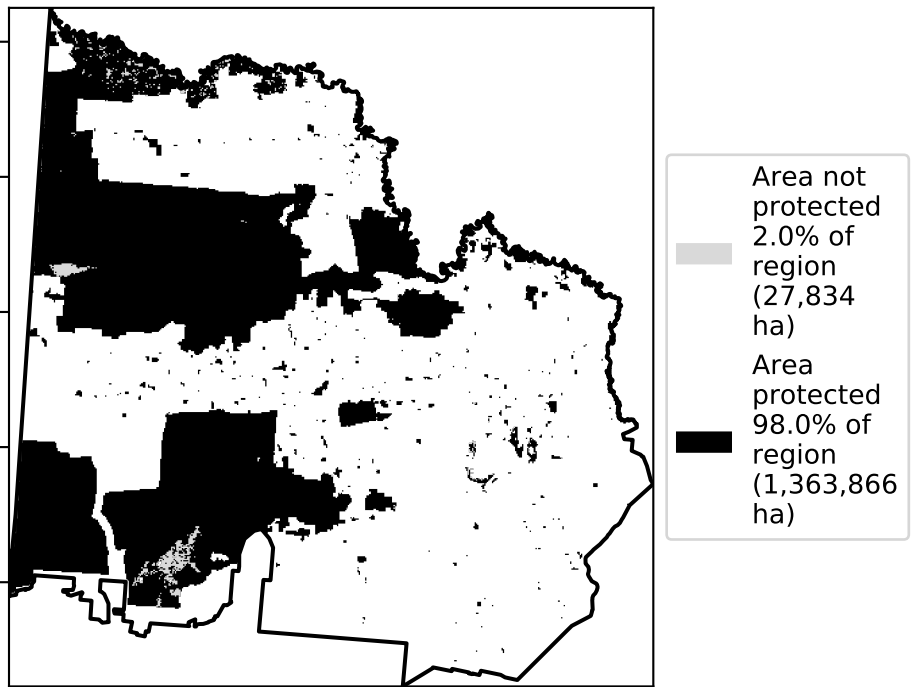 Area not
protected
2.0% of
region
(27,834
ha)
Area
protected
98.0% of
region
(1,363,866
ha)